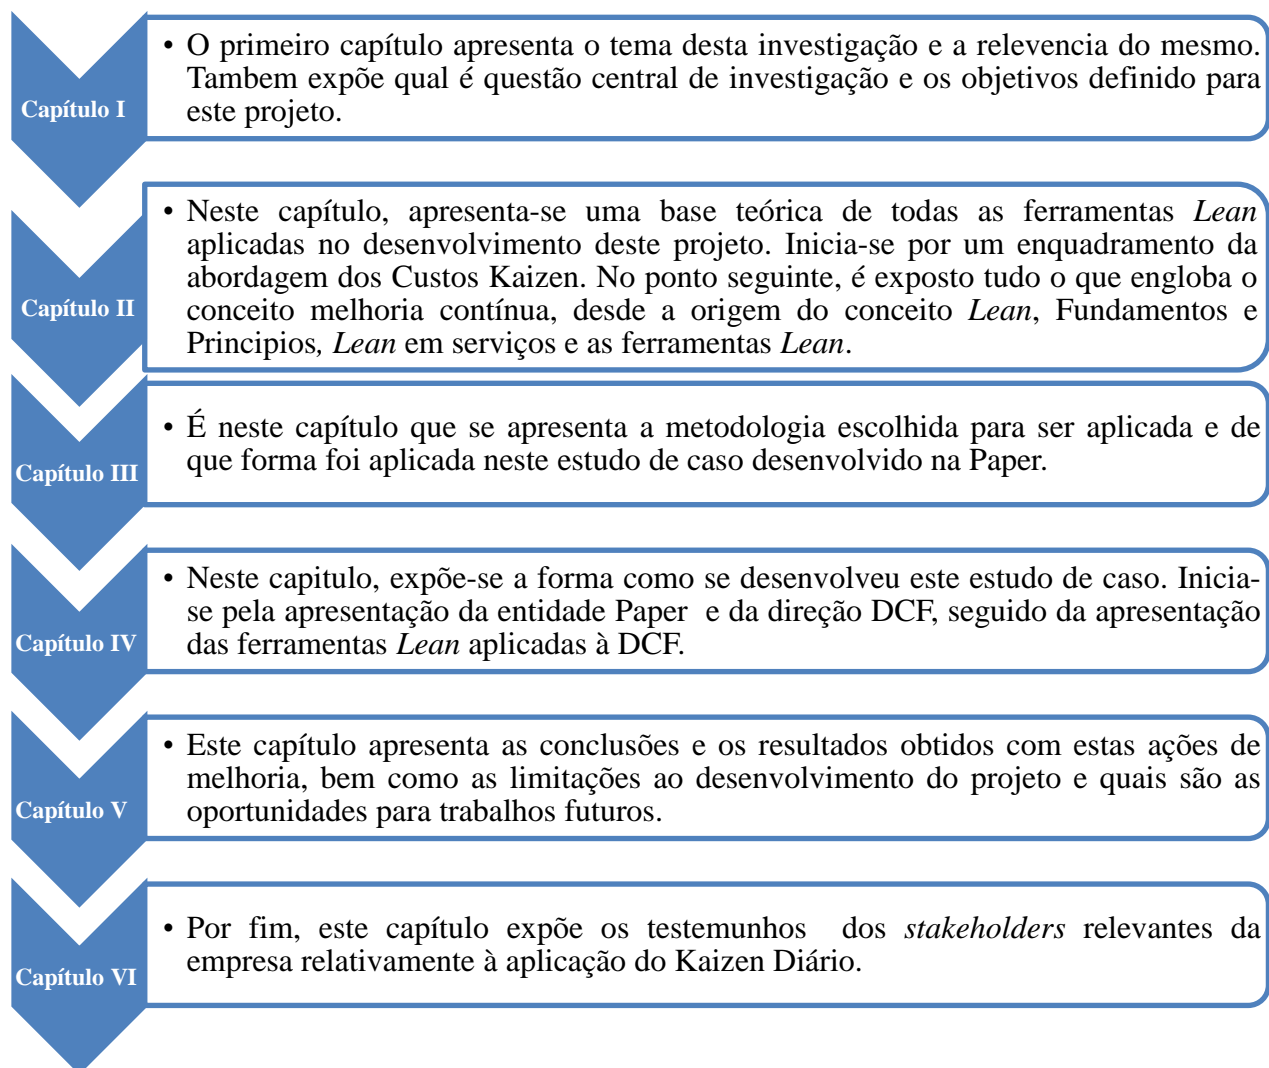 Capítulo I
• O primeiro capítulo apresenta o tema desta investigação e a relevencia do mesmo.
Tambem expõe qual é questão central de investigação e os objetivos definido para
este projeto.
Capítulo II
• Neste capítulo, apresenta-se uma base teórica de todas as ferramentas Lean
aplicadas no desenvolvimento deste projeto. Inicia-se por um enquadramento da
abordagem dos Custos Kaizen. No ponto seguinte, é exposto tudo o que engloba o
conceito melhoria contínua, desde a origem do conceito Lean, Fundamentos e
Principios, Lean em serviços e as ferramentas Lean.
Capítulo III
• É neste capítulo que se apresenta a metodologia escolhida para ser aplicada e de
que forma foi aplicada neste estudo de caso desenvolvido na Paper.
Capítulo IV
• Neste capitulo, expõe-se a forma como se desenvolveu este estudo de caso. Inicia-
se pela apresentação da entidade Paper e da direção DCF, seguido da apresentação
das ferramentas Lean aplicadas à DCF.
Capítulo V
• Este capítulo apresenta as conclusões e os resultados obtidos com estas ações de
melhoria, bem como as limitações ao desenvolvimento do projeto e quais são as
oportunidades para trabalhos futuros.
Capítulo VI
• Por fim, este capítulo expõe os testemunhos dos stakeholders relevantes da
empresa relativamente à aplicação do Kaizen Diário.